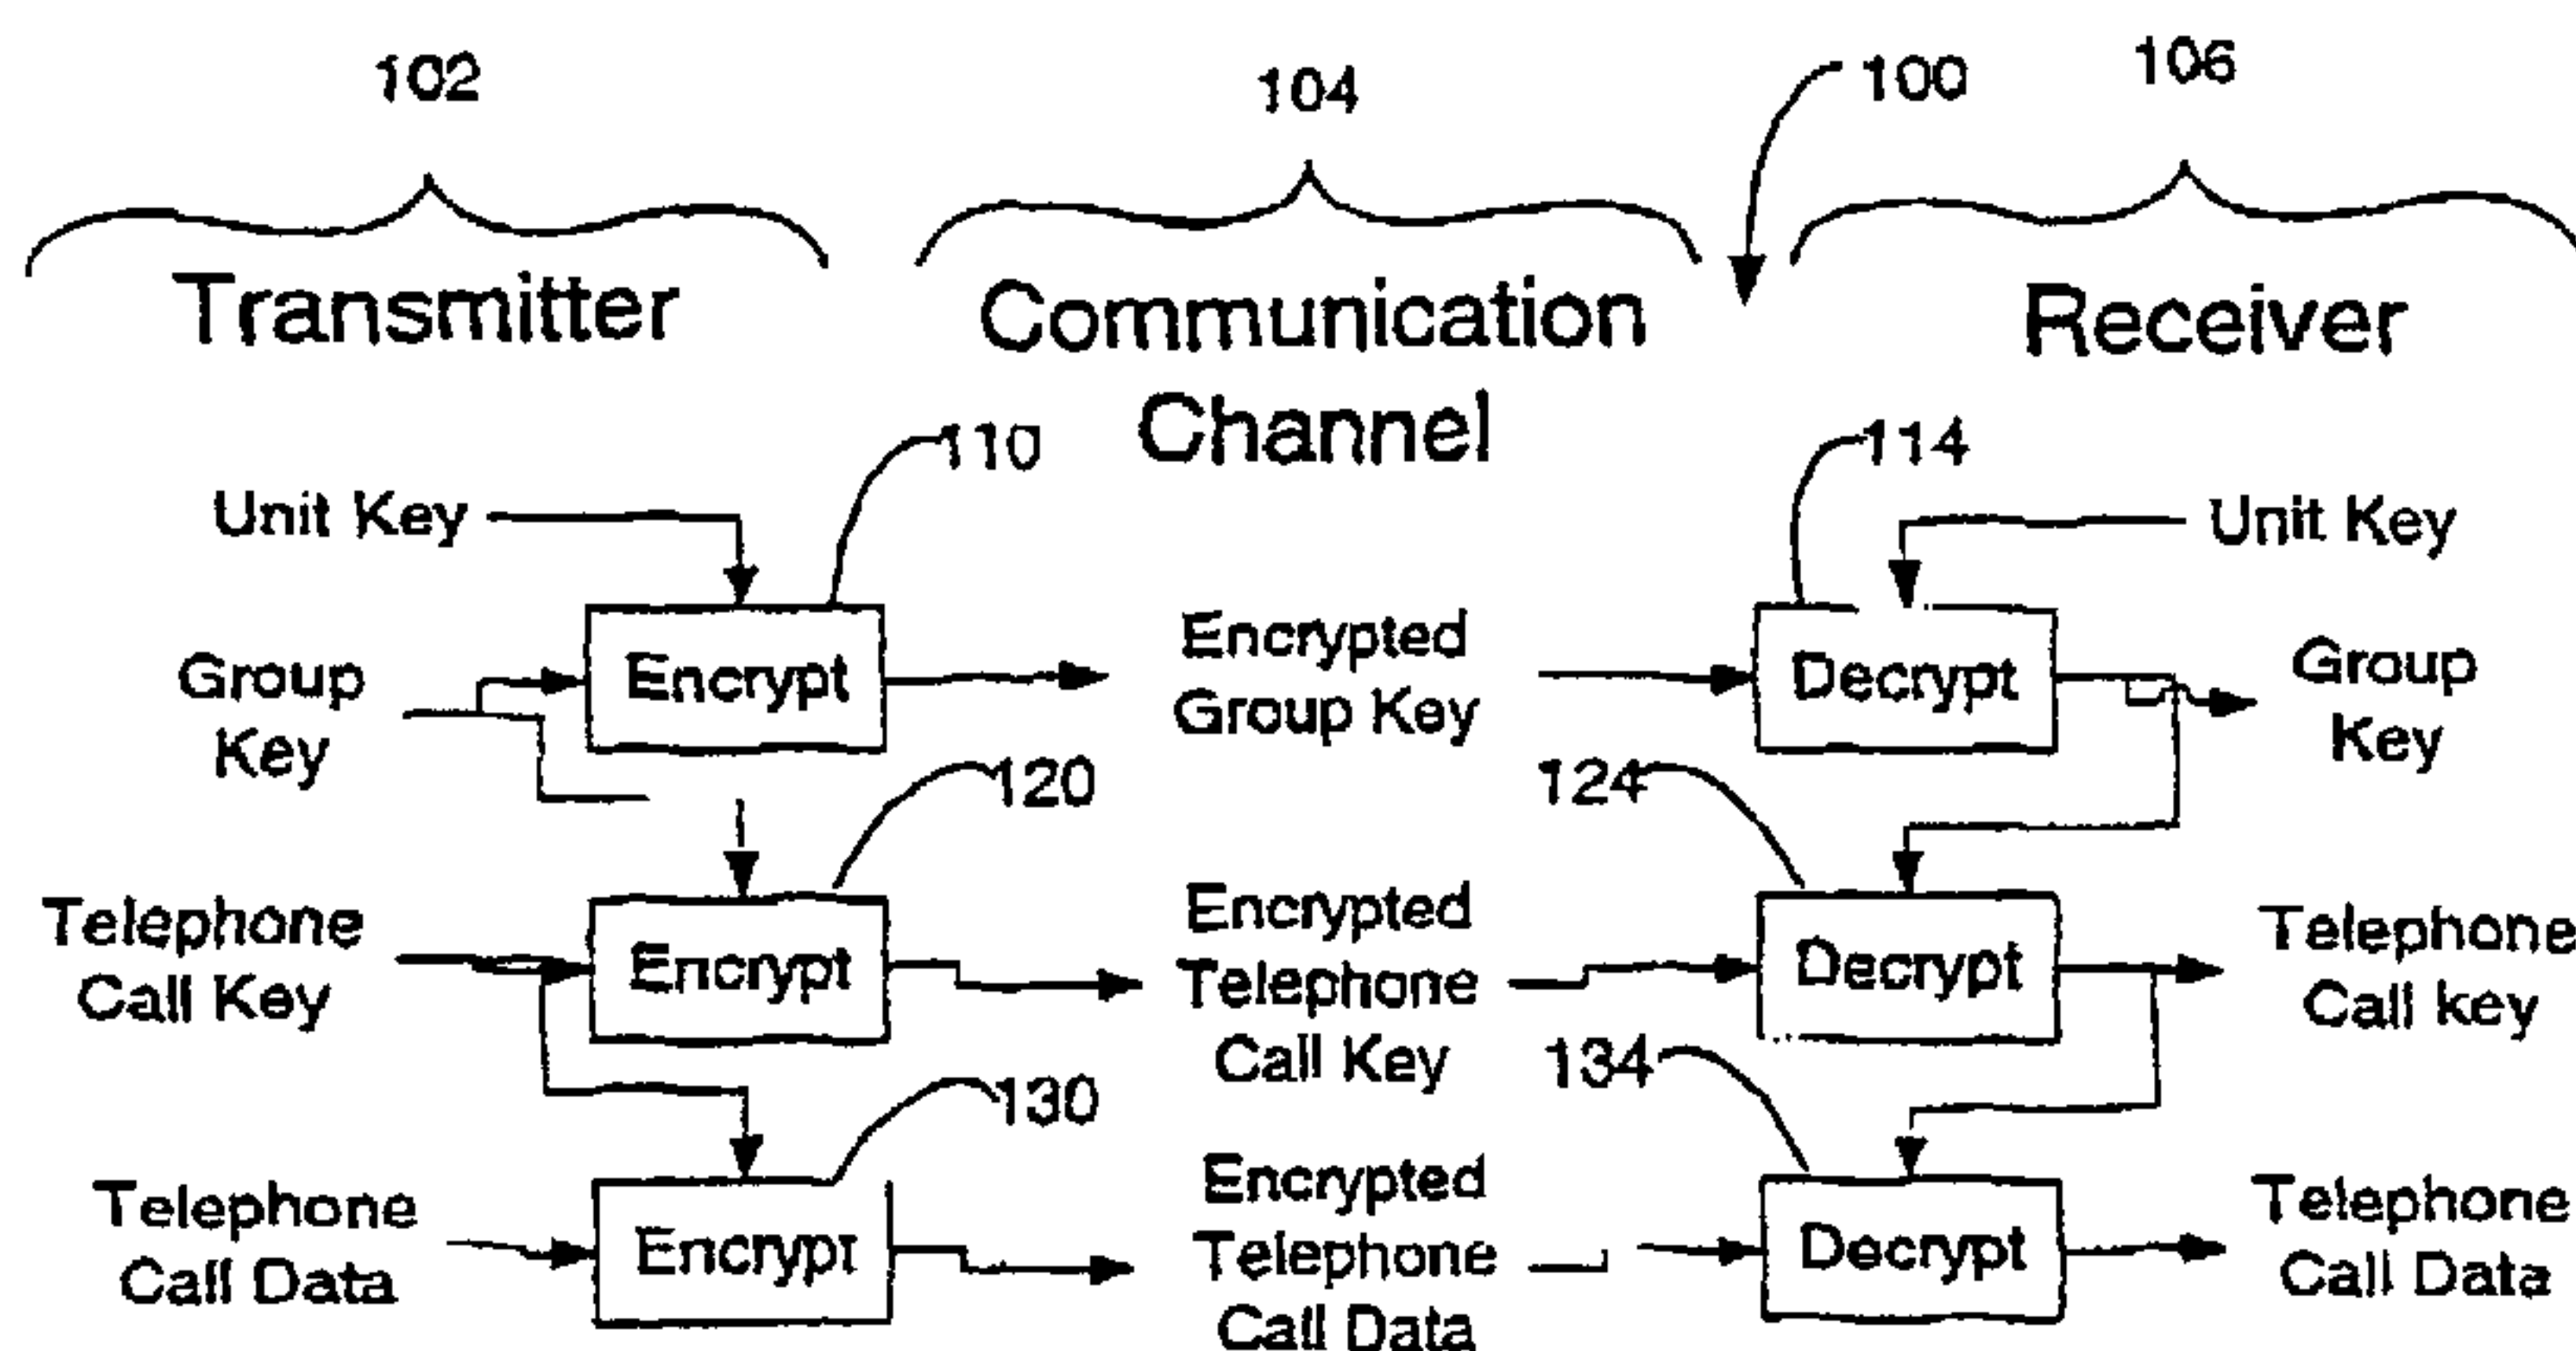 102
104
100
106
Transmitter
Communication
Channel
Receiver
110
114
Unit Key
Unit Key
Group
Key
Encrypt
Encrypted
Group Key
Decrypt
Group
Key
120
124
Telephone
Call Key
Encrypt
Encrypted
Telephone
Call Key
Decrypt
Telephone
Call key
130
134
Telephone
Call Data
Encrypt
Encrypted
Telephone
Call Data
Decrypt
Telephone
Call Data